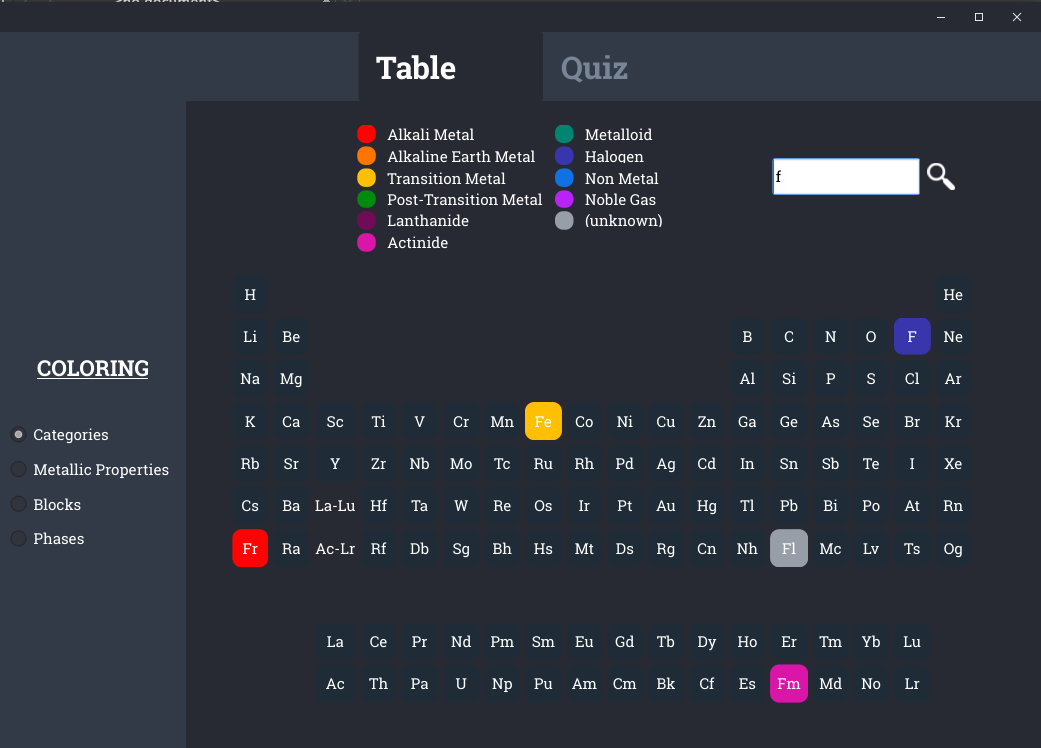 Table
Quiz
Alkali Metal
Metalloid
Alkaline Earth Metal
Halogen
Transition Metal
Non Metal
f
Post-Transition Metal
Noble Gas
Lanthanide
(unknown)
Actinide
H He
Li Be B C N O F Ne
COLORING
Na Mg Al Si P S Cl Ar
K Ca Sc Ti V Cr Mn Fe Co Ni Cu Zn Ga Ge As Se Br Kr
Categories
Rb Sr Y Zr Nb Mo Tc Ru Rh Pd Ag Cd In Sn Sb Te I Xe
Metallic Properties
Cs Ba La-Lu Hf Ta W Re Os Ir Pt Au Hg Tl Pb Bi Po At Rn
Blocks
Fr Ra Ac-Lr Rf Db Sg Bh Hs Mt Ds Rg Cn Nh Fl Mc Lv Ts Og
Phases
La Ce Pr Nd Pm Sm Eu Gd Tb Dy Ho Er Tm Yb Lu
Ac Th Pa U Np Pu Am Cm Bk Cf Es Fm Md No Lr